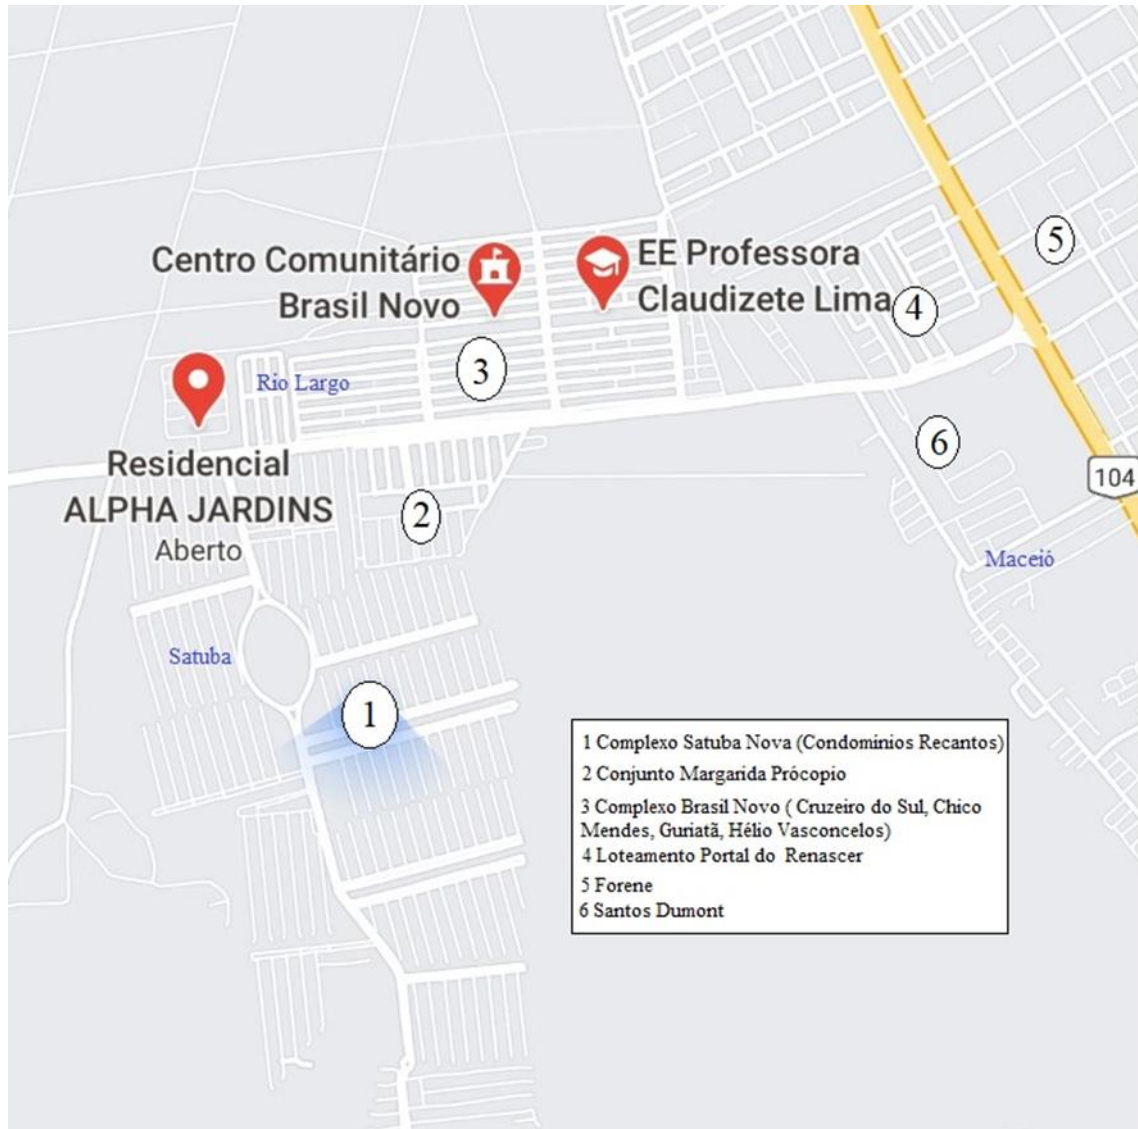 5
Centro Comunitário
Brasil Novo
EE Professora
Claudizete Lima
4
3
Rio Largo
6
104
Residencial
ALPHA JARDINS
Aberto
2
Maceió
Satuba
1
1 Complexo Satuba Nova (Condominios Recantos)
2 Conjunto Margarida Prócopio
3 Complexo Brasil Novo ( Cruzeiro do Sul, Chico
Mendes, Guriatã, Hélio Vasconcelos)
4 Loteamento Portal do Renascer
5 Forene
6 Santos Dumont